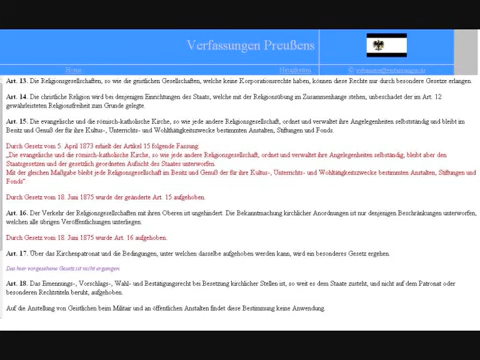 Verfassungen Preußens
Home
Art. 13. Die Religionsgesellschaften, so wie die geistlichen Gesellschaften, welche keine Korporationsrechte haben, können diese Rechte nur durch besondere Gesetze erlangen.
Art. 14. Die christliche Religion wird bei denjenigen Einrichtungen des Staats, welche mit der Religionsübung im Zusammenhange stehen, unbeschadet der im Art. 12
gewährleisteten Religionsfreiheit zum Grunde gelegt.
Art. 15. Die evangelische und die römisch-katholische Kirche, so wie jede andere Religionsgesellschaft, ordnet und verwaltet ihre Angelegenheiten selbstständig und bleibt im
Besitz und Genuß der für ihre Kultus-, Unterrichts- und Wohlthätigkeitszwecke bestimmten Anstalten, Stiftungen und Fonds.
Durch Gesetz vom 5. April 1873 erhielt der Artikel 15 folgende Fassung:
„Die evangelische und die römisch-katholische Kirche, so wie jede andere Religionsgesellschaft, ordnet und verwaltet ihre Angelegenheiten selbständig, bleibt aber den
Staatsgesetzen und der gesetzlich geordneten Aufsicht des Staates unterworfen.
Mit der gleichen Maßgabe bleibt jede Religionsgesellschaft im Besitz und Genuß der für ihre Kultus-, Unterrichts- und Wohlthätigkeitszwecke bestimmten Anstalten, Stiftungen und
Fonds".
Durch Gesetz vom 18. Juni 1875 wurde der geänderte Art. 15 aufgehoben.
Art. 16. Der Verkehr der Religionsgesellschaften mit ihren Oberen ist ungehindert. Die Bekanntmachung kirchlicher Anordnungen ist nur denjenigen Beschränkungen unterworfen,
welchen alle übrigen Veröffentlichungen unterliegen.
Durch Gesetz vom 18. Juni 1875 wurde Art. 16 aufgehoben.
Art. 17. Über das Kirchenpatronat und die Bedingungen, unter welchen dasselbe aufgehoben werden kann, wird ein besonderes Gesetz ergehen.
Das hier vorgesehene Gesetz ist nicht ergangen.
Art. 18. Das Ernennungs-, Vorschlags-, Wahl- und Bestätigungsrecht bei Besetzung kirchlicher Stellen ist, so weit es dem Staate zusteht, und nicht auf dem Patronat oder
besonderen Rechtstiteln beruht, aufgehoben.
Auf die Anstellung von Geistlichen beim Militair und an öffentlichen Anstalten findet diese Bestimmung keine Anwendung.